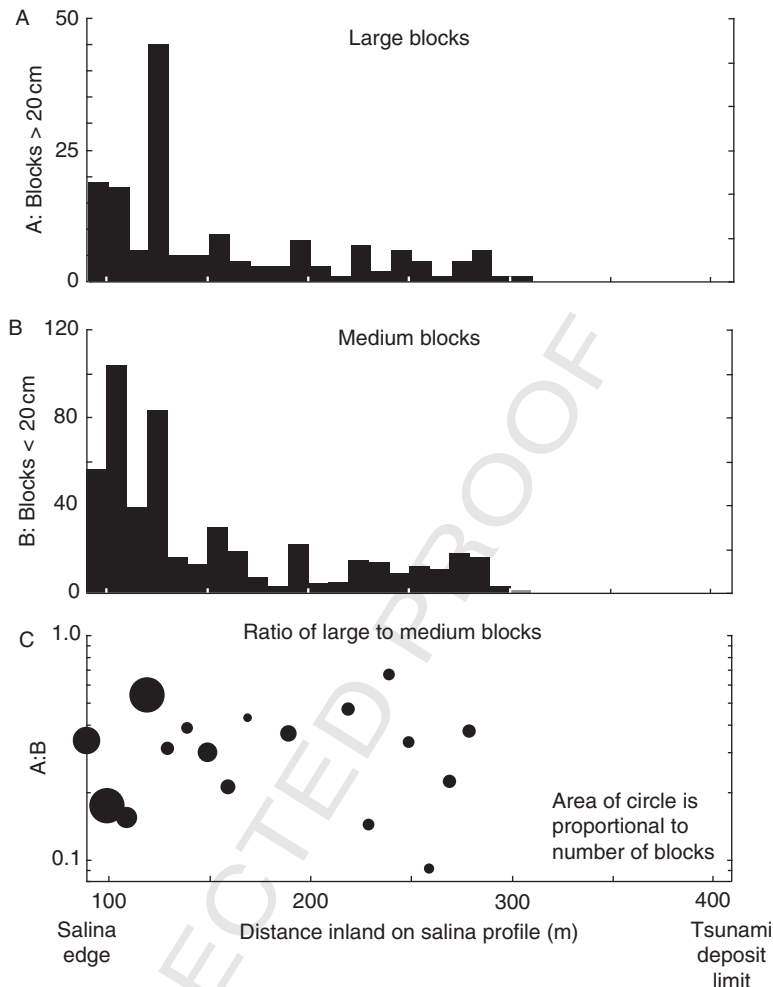 A
50
Large blocks
25
0
A: Blocks > 20 cm
B
120
Medium blocks
80
40
0
B: Blocks < 20 cm
C
1.0
Ratio of large to medium blocks
A:B
0.1
Area of circle is
proportional to
number of blocks
100
200
300
400
Salina
edge
Distance inland on salina profile (m)
Tsunami
deposit
limit
ECTED PROOF